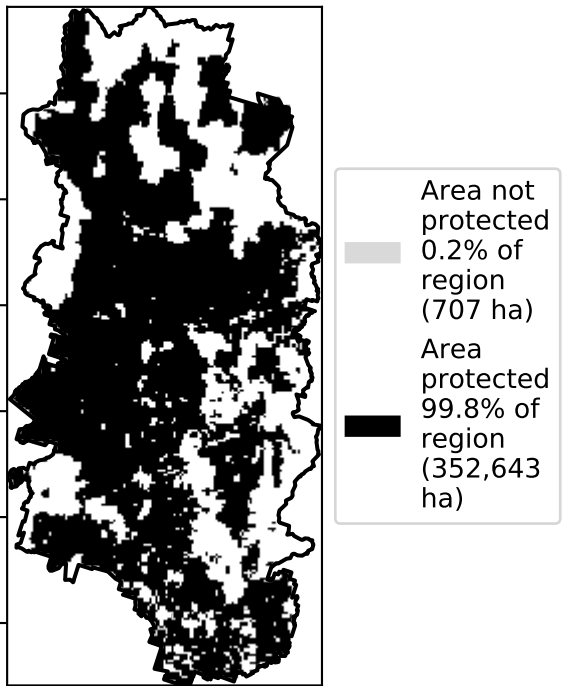 Area not
protected
0.2% of
region
(707 ha)
Area
protected
99.8% of
region
(352,643
ha)